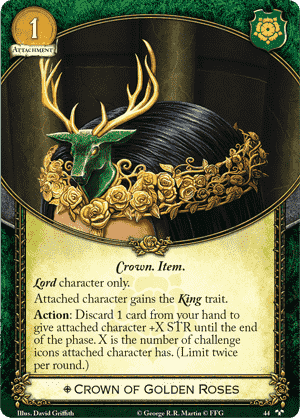 1
ATTACHMENT
Crown. Item.
Lord character only.
Attached character gains the King trait.
Action: Discard 1 card from your hand to
give attached character +X STR until the end
of the phase. X is the number of challenge
icons attached character has. (Limit twice
per round.)
CROWN OF GOLDEN ROSES
Illus. David Griffith
© George R.R. Martin © FFG
44